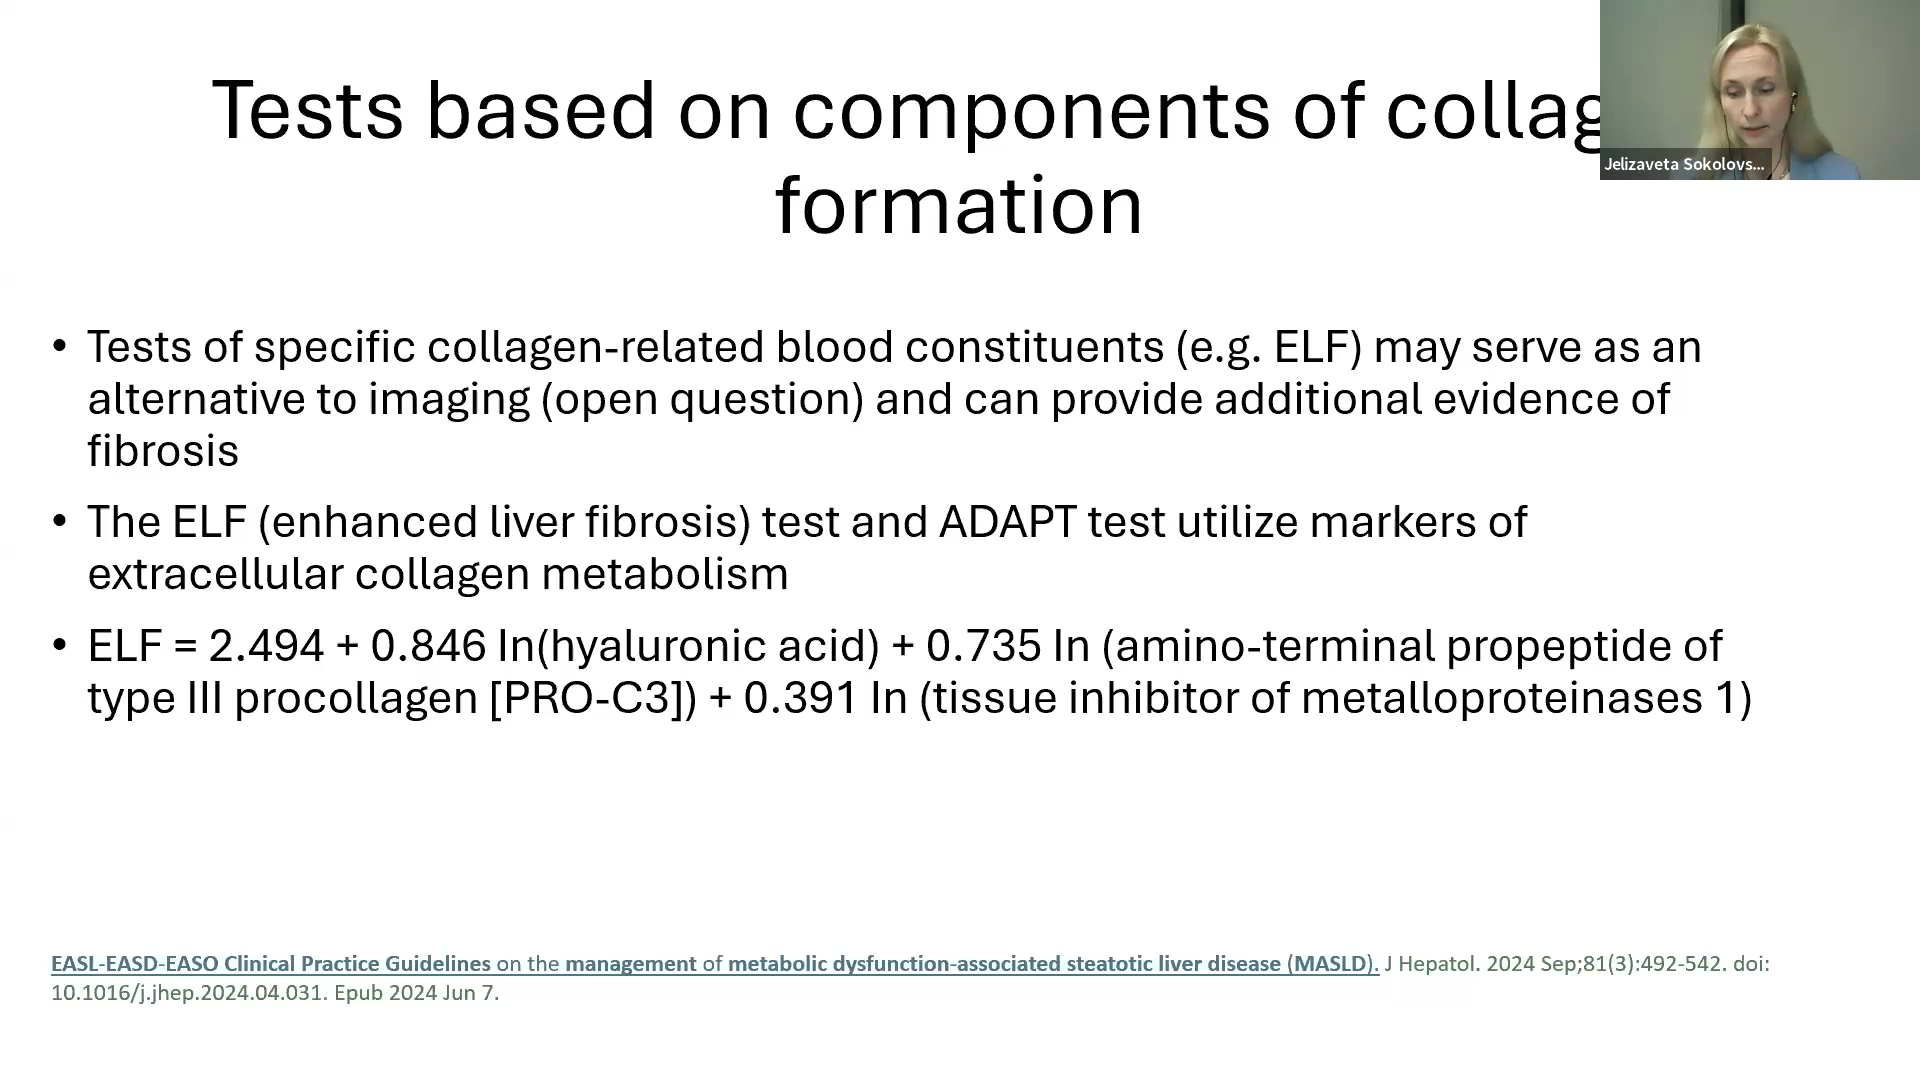 Tests based on components of collag
formation
Jelizaveta Sokolovs...
• Tests of specific collagen-related blood constituents (e.g. ELF) may serve as an
alternative to imaging (open question) and can provide additional evidence of
fibrosis
• The ELF (enhanced liver fibrosis) test and ADAPT test utilize markers of
extracellular collagen metabolism
• ELF = 2.494 + 0.846 ln(hyaluronic acid) + 0.735 ln (amino-terminal propeptide of
type III procollagen [PRO-C3]) + 0.391 ln (tissue inhibitor of metalloproteinases 1)
EASL-EASD-EASO Clinical Practice Guidelines on the management of metabolic dysfunction-associated steatotic liver disease (MASLD). J Hepatol. 2024 Sep;81(3):492-542. doi:
10.1016/j.jhep.2024.04.031. Epub 2024 Jun 7.